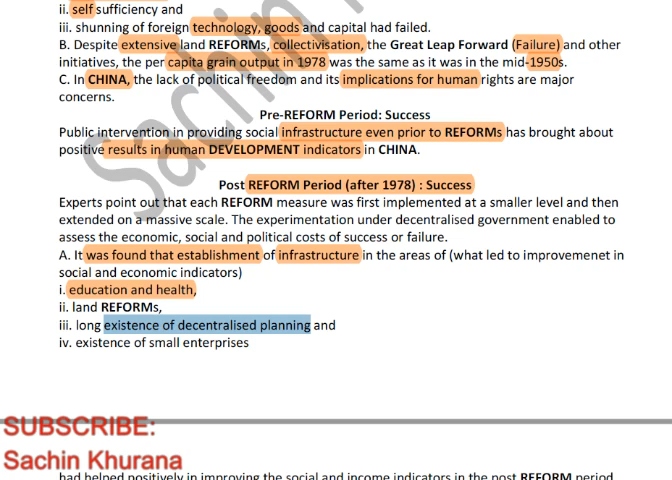 ii. self sufficiency and
iii. shunning of foreign technology, goods and capital had failed.
B. Despite extensive land REFORMs, collectivisation, the Great Leap Forward (Failure) and other
initiatives, the per capita grain output in 1978 was the same as it was in the mid-1950s.
C. In CHINA, the lack of political freedom and its implications for human rights are major
concerns.
Pre-REFORM Period: Success
Public intervention in providing social infrastructure even prior to REFORMs has brought about
positive results in human DEVELOPMENT indicators in CHINA.
Post REFORM Period (after 1978) : Success
Experts point out that each REFORM measure was first implemented at a smaller level and then
extended on a massive scale. The experimentation under decentralised government enabled to
assess the economic, social and political costs of success or failure.
A. It was found that establishment of infrastructure in the areas of (what led to improvemenet in
social and economic indicators)
i. education and health,
ii. land REFORMs,
iii. long existence of decentralised planning and
iv. existence of small enterprises
SUBSCRIBE:
Sachin Khurana
had helped positively in improving the social and income indicators in the post REFORM period